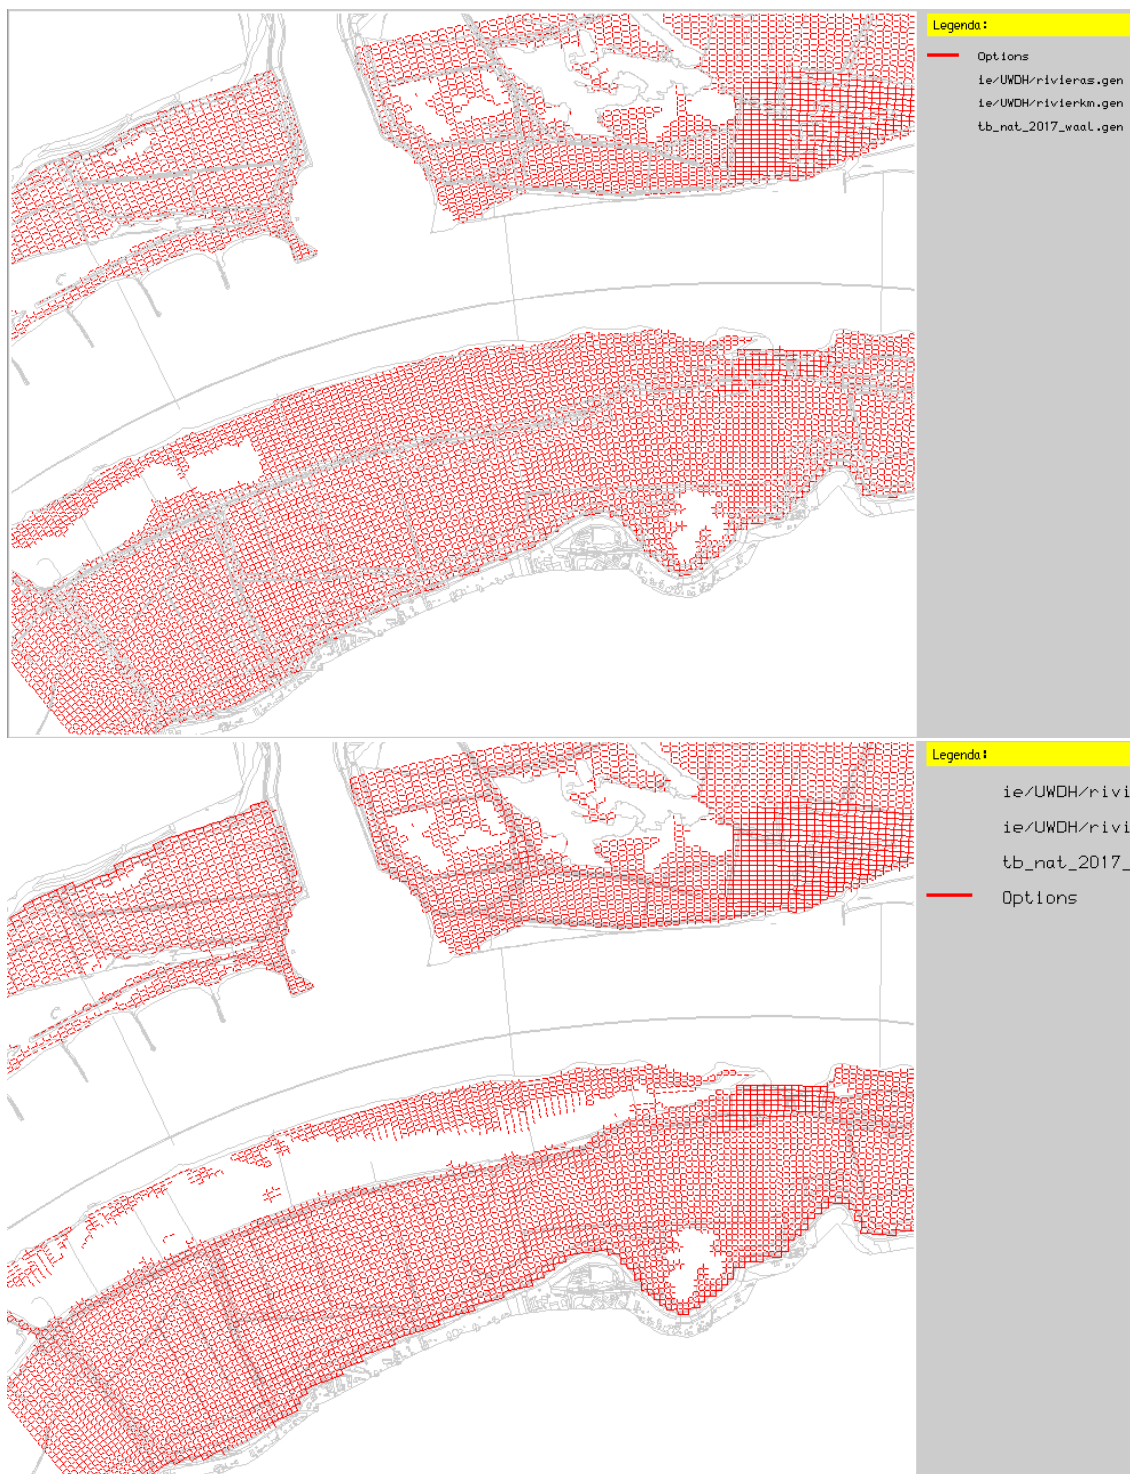 Legenda:
Options
ie/UWDH/rivieras.gen
ie/UWDH/rivierkm.gen
tb_nat_2017_waal.gen
Legenda:
ie/UWDH/rivi
ie/UWDH/rivi
tb_nat_2017_
Options